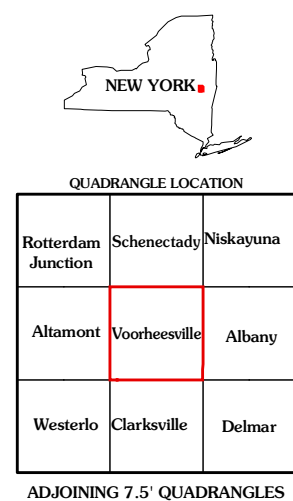 NEW YORK
QUADRANGLE LOCATION
Rotterdam
Junction
Schenectady
Niskayuna
Altamont
Voorheesville
Albany
Westerlo
Clarksville
Delmar
ADJOINING 7.5' QUADRANGLES